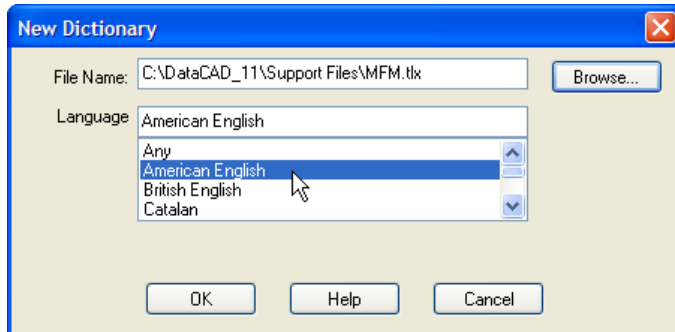 New Dictionary
File Name: C:\DataCAD_11\Support Files\MFM.tlx Browse...
Language American English
Any
American English
British English
Catalan
OK Help Cancel